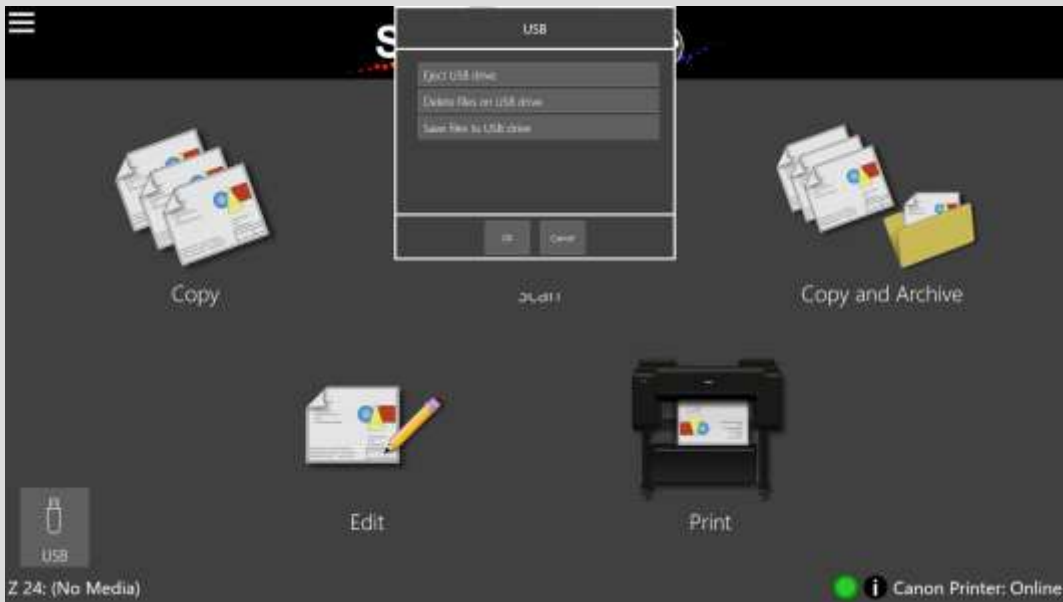 USB
Eject USB drive
Delete files on USB drive
Save files to USB drive
OK
Cancel
Copy
Scan
Copy and Archive
Edit
Print
USB
Z 24: (No Media)
Canon Printer: Online